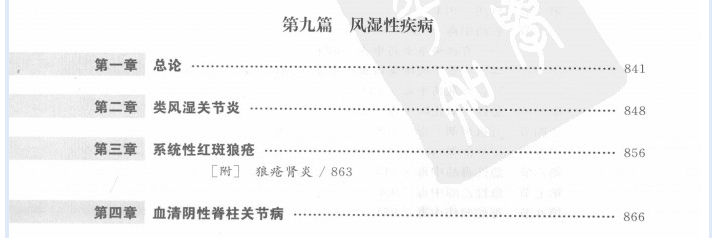 第九篇 风湿性疾病
第一章 总论 …… 841
第二章 类风湿关节炎 …… 848
第三章 系统性红斑狼疮 …… 856
[附] 狼疮肾炎 / 863
第四章 血清阴性脊柱关节病 …… 866